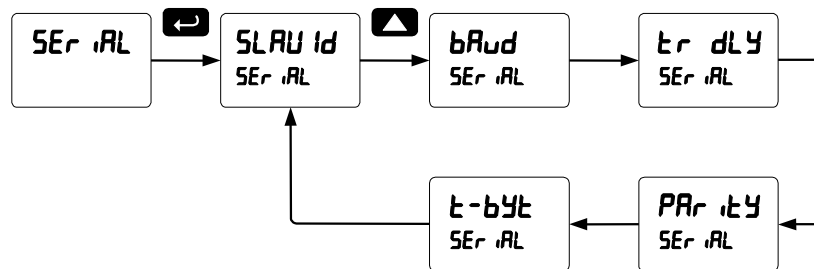 SEr iAL
SLAV Id
SEr iAL
bAud
SEr iAL
tr dLY
SEr iAL
t-bYt
SEr iAL
PAr itY
SEr iAL